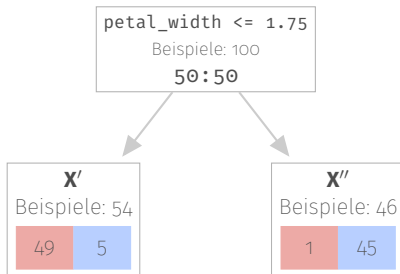 petal_width <= 1.75
Beispiele: 100
50:50
X′
Beispiele: 54
49 5
X″
Beispiele: 46
1 45